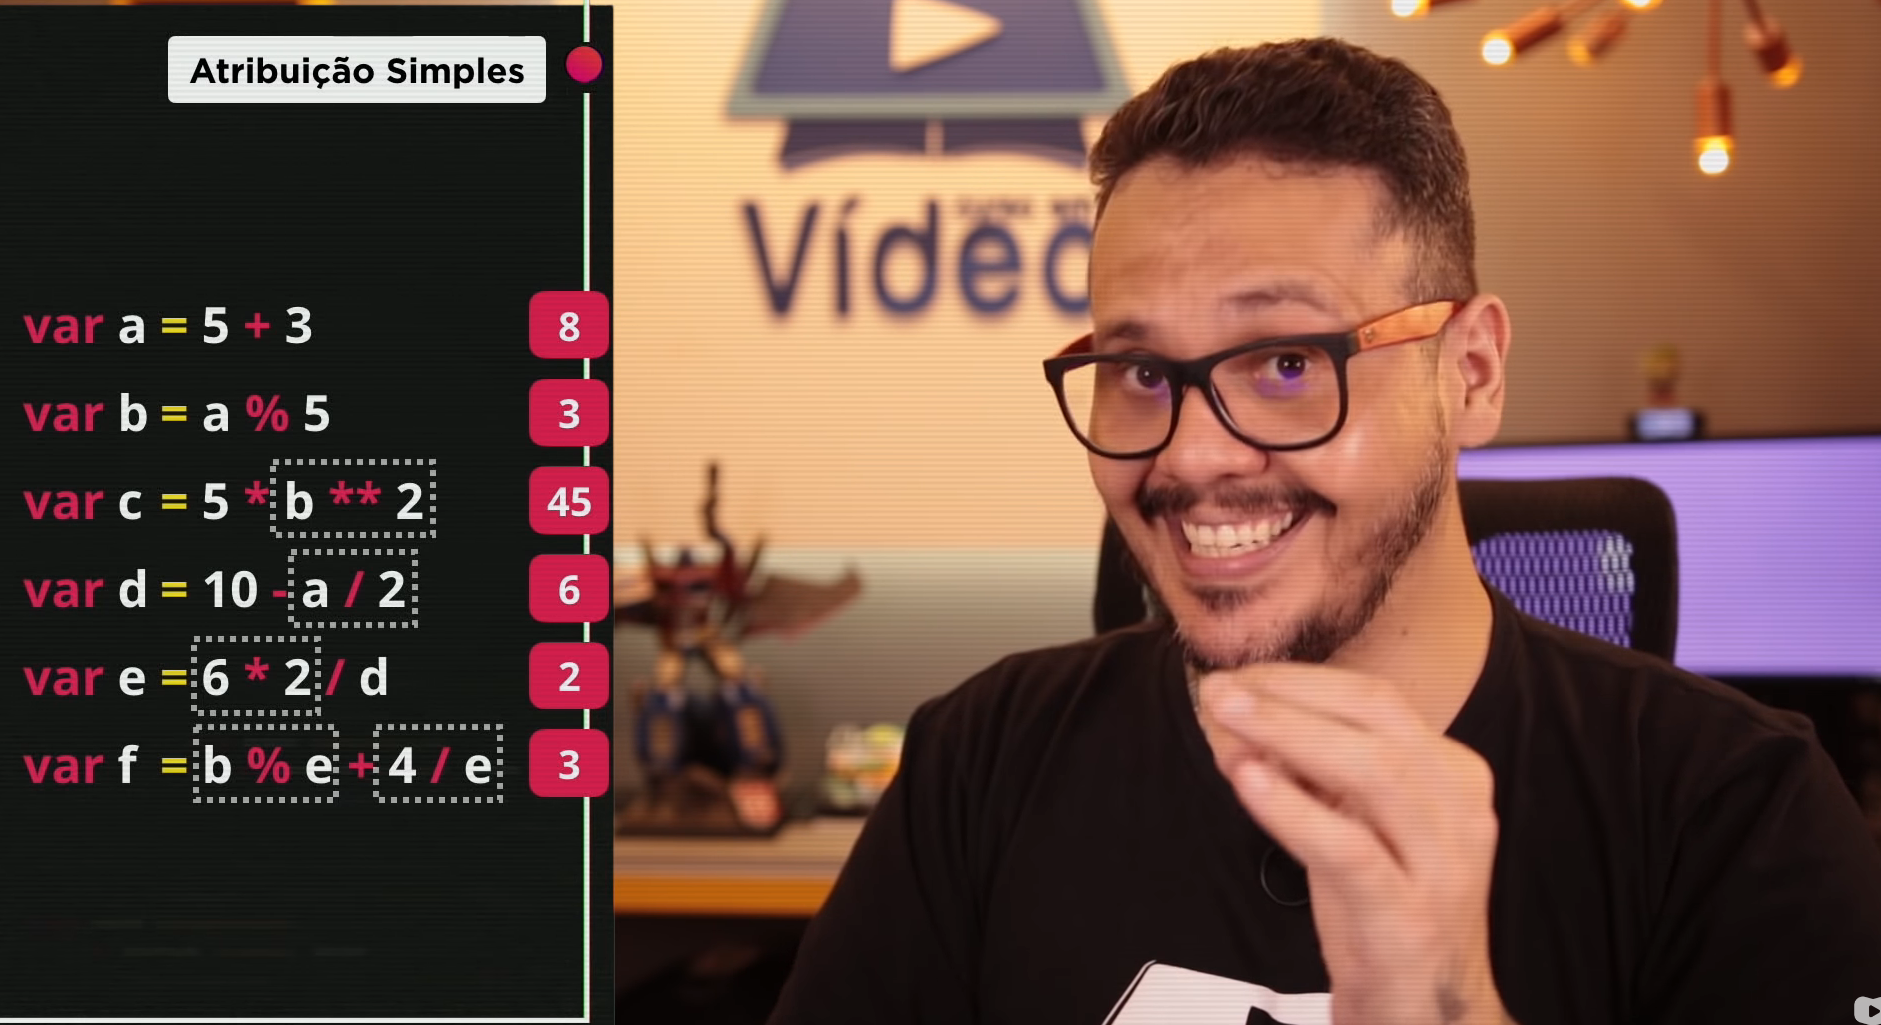 Atribuição Simples
var a = 5 + 3 8
var b = a % 5 3
var c = 5 * b ** 2 45
var d = 10 - a / 2 6
var e = 6 * 2 / d 2
var f = b % e + 4 / e 3
Vídeo